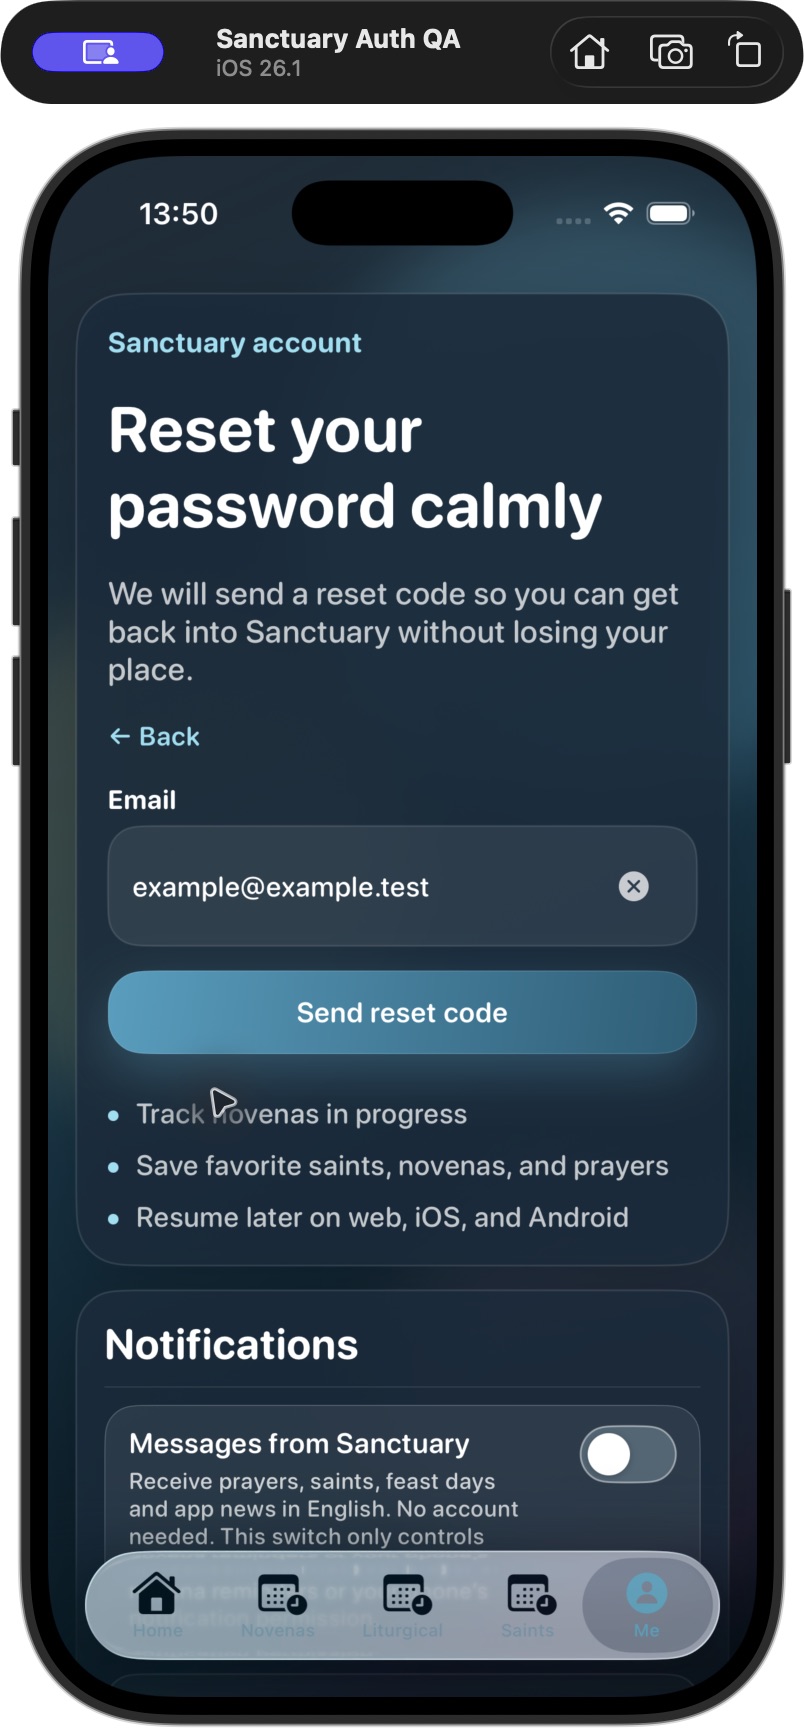 Sanctuary Auth QA
iOS 26.1
13:50
Sanctuary account
Reset your
password calmly
We will send a reset code so you can get
back into Sanctuary without losing your
place.
← Back
Email
example@example.test
Send reset code
• Track novenas in progress
• Save favorite saints, novenas, and prayers
• Resume later on web, iOS, and Android
Notifications
Messages from Sanctuary
Receive prayers, saints, feast days
and app news in English. No account
needed. This switch only controls
Home Novenas Liturgical Saints Me